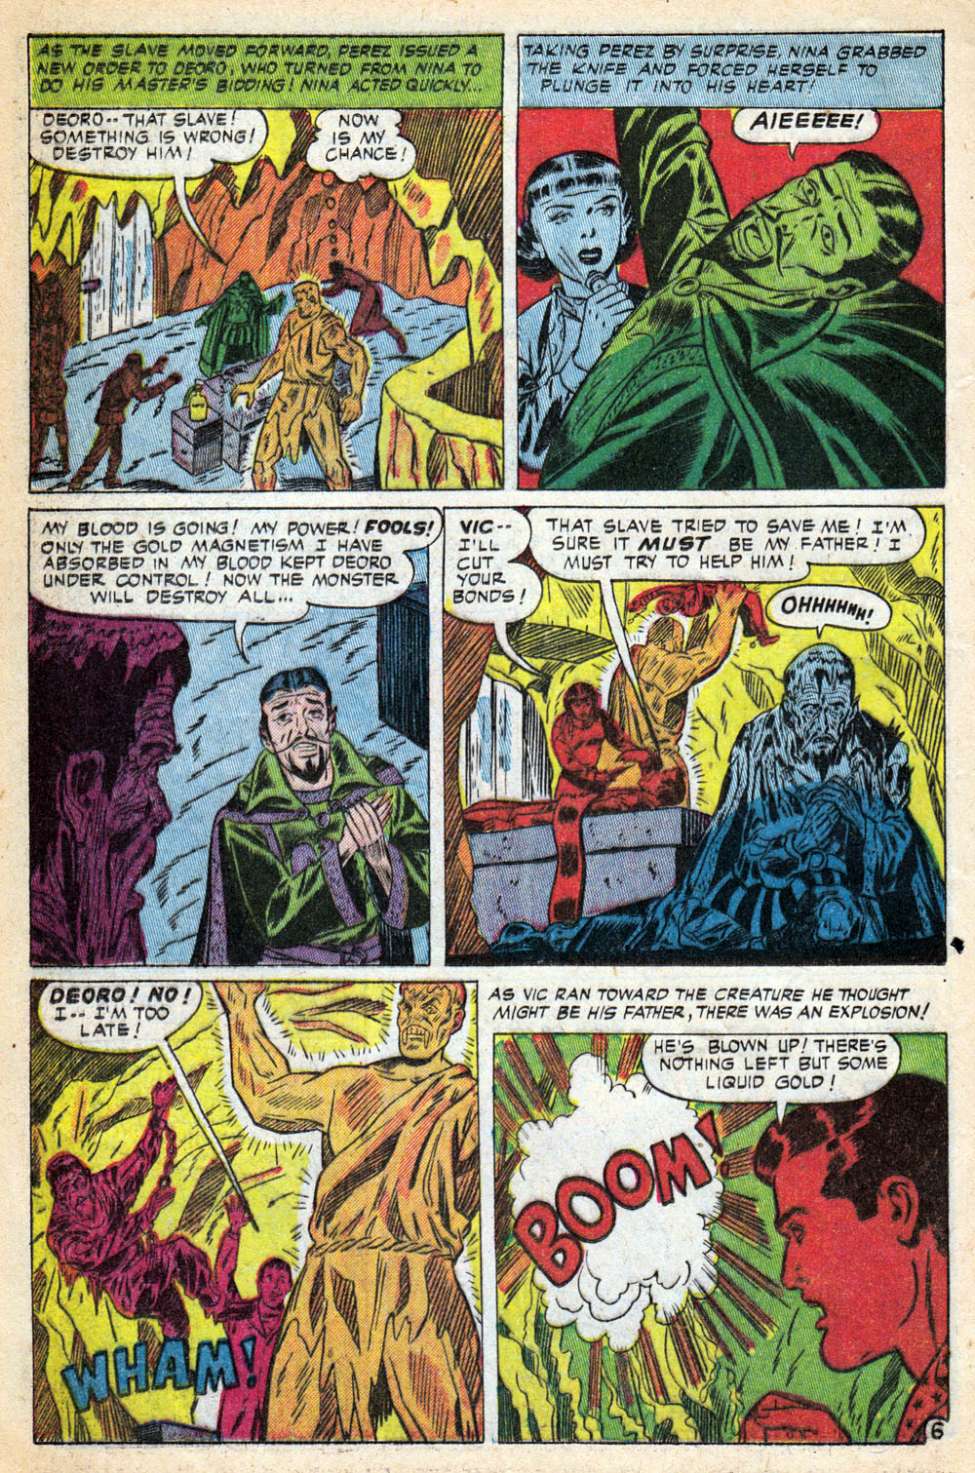 AS THE SLAVE MOVED FORWARD, PEREZ ISSUED A
NEW ORDER TO DEORO, WHO TURNED FROM NINA TO
DO HIS MASTER'S BIDDING! NINA ACTED QUICKLY...
DEORO-- THAT SLAVE!
SOMETHING IS WRONG!
DESTROY HIM!
NOW
IS MY
CHANCE!
TAKING PEREZ BY SURPRISE, NINA GRABBED
THE KNIFE AND FORCED HERSELF TO
PLUNGE IT INTO HIS HEART!
AIEEEEEE!
MY BLOOD IS GOING! MY POWER! FOOLS!
ONLY THE GOLD MAGNETISM I HAVE
ABSORBED IN MY BLOOD KEPT DEORO
UNDER CONTROL! NOW THE MONSTER
WILL DESTROY ALL...
VIC--
I'LL
CUT
YOUR
BONDS!
THAT SLAVE TRIED TO SAVE ME! I'M
SURE IT MUST BE MY FATHER! I
MUST TRY TO HELP HIM!
OHHHHHH!
DEORO! NO!
I-- I'M TOO
LATE!
WHAM!
AS VIC RAN TOWARD THE CREATURE HE THOUGHT
MIGHT BE HIS FATHER, THERE WAS AN EXPLOSION!
HE'S BLOWN UP! THERE'S
NOTHING LEFT BUT SOME
LIQUID GOLD!
BOOM!
6